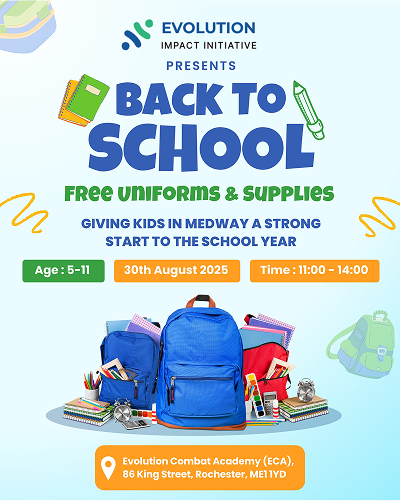 EVOLUTION
IMPACT INITIATIVE
PRESENTS
BACK TO
SCHOOL
FREE UNIFORMS & SUPPLIES
GIVING KIDS IN MEDWAY A STRONG
START TO THE SCHOOL YEAR
Age : 5-11
30th August 2025
Time : 11:00 - 14:00
Evolution Combat Academy (ECA),
86 King Street, Rochester, ME11YD